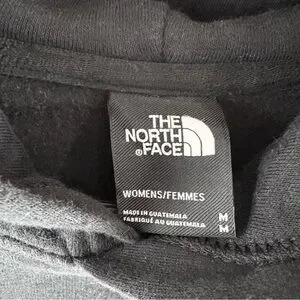 THE
NORTH
®FACE
WOMENS/FEMMES
MADE IN GUATEMALA M
FABRIQUÉ AU GUATEMALA M